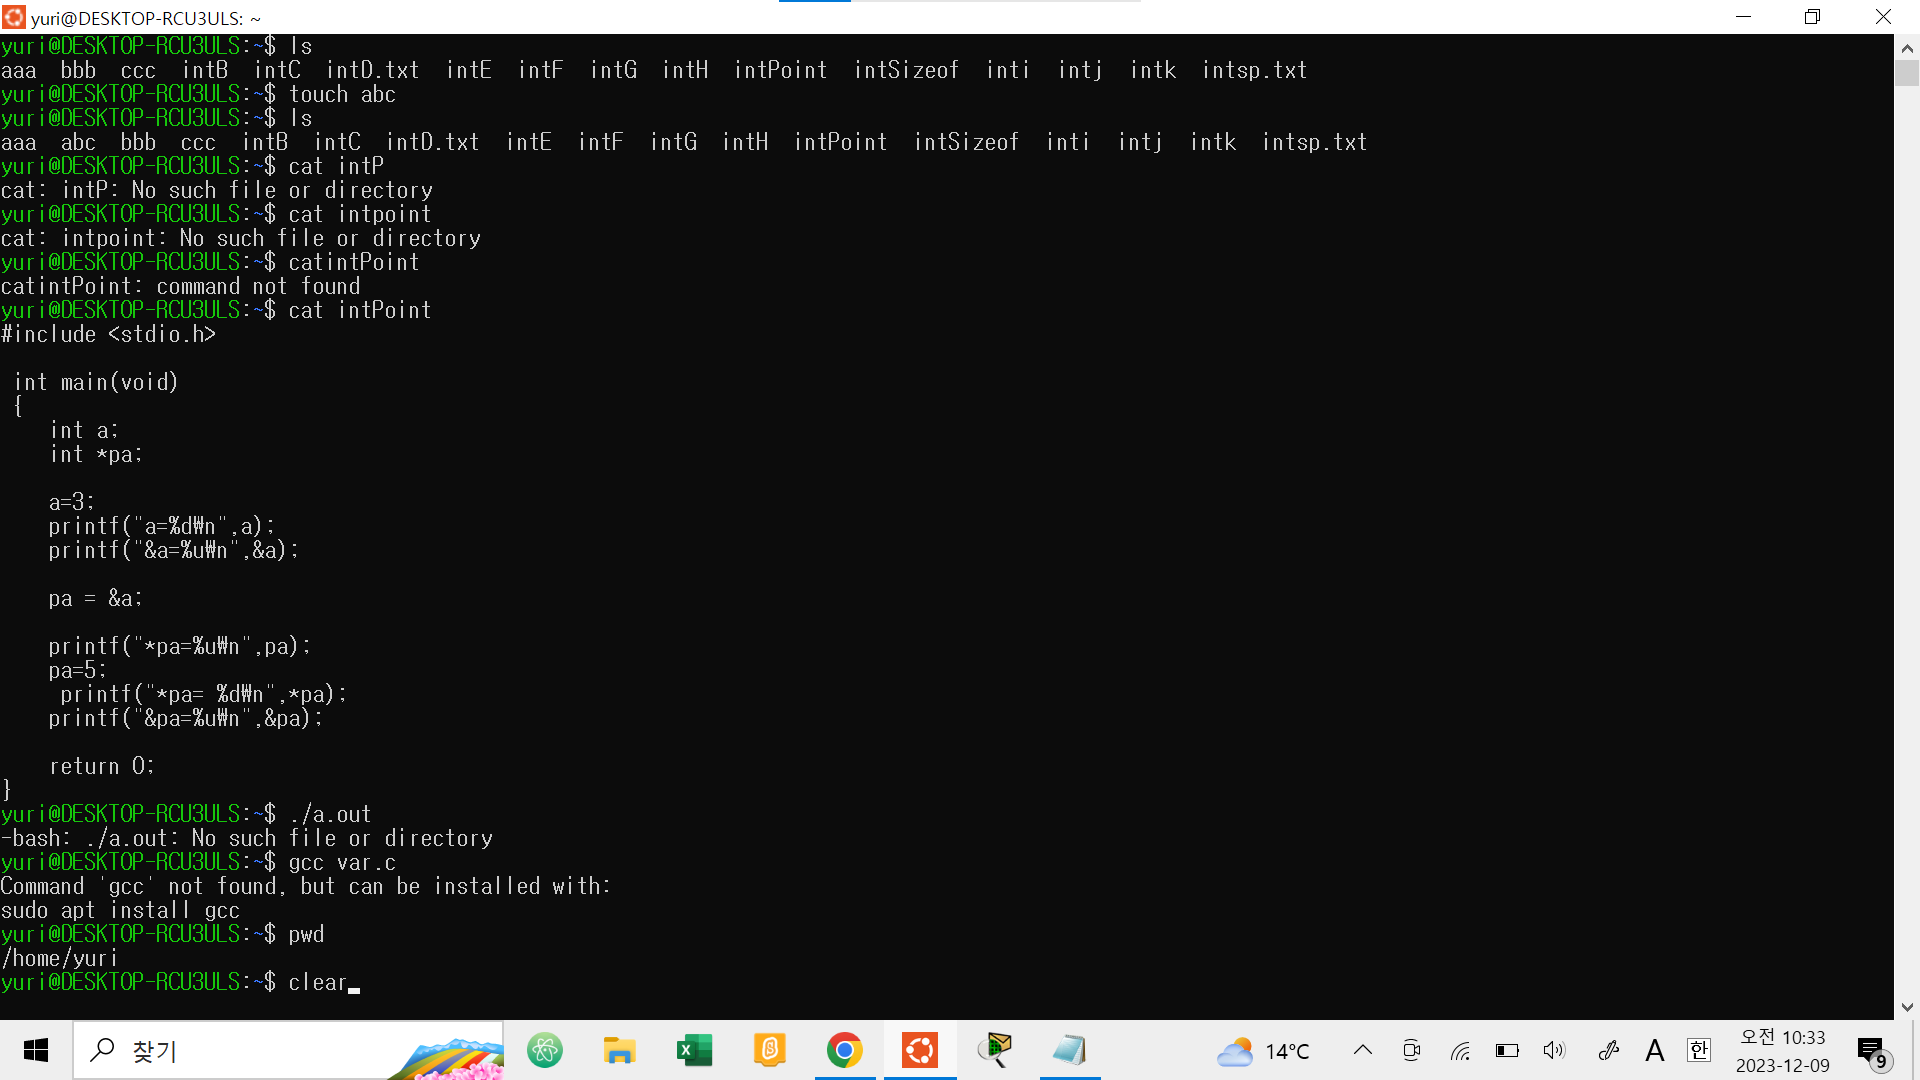 yuri@DESKTOP-RCU3ULS: ~
yuri@DESKTOP-RCU3ULS:~$ ls
aaa  bbb  ccc  intB  intC  intD.txt  intE  intF  intG  intH  intPoint  intSizeof  inti  intj  intk  intsp.txt
yuri@DESKTOP-RCU3ULS:~$ touch abc
yuri@DESKTOP-RCU3ULS:~$ ls
aaa  abc  bbb  ccc  intB  intC  intD.txt  intE  intF  intG  intH  intPoint  intSizeof  inti  intj  intk  intsp.txt
yuri@DESKTOP-RCU3ULS:~$ cat intP
cat: intP: No such file or directory
yuri@DESKTOP-RCU3ULS:~$ cat intpoint
cat: intpoint: No such file or directory
yuri@DESKTOP-RCU3ULS:~$ catintPoint
catintPoint: command not found
yuri@DESKTOP-RCU3ULS:~$ cat intPoint
#include <stdio.h>
int main(void)
{
int a;
int *pa;
a=3;
printf("a=%d₩n",a);
printf("&a=%u₩n",&a);
pa = &a;
printf("*pa=%u₩n",pa);
pa=5;
printf("*pa= %d₩n",*pa);
printf("&pa=%u₩n",&pa);
return 0;
}
yuri@DESKTOP-RCU3ULS:~$ ./a.out
-bash: ./a.out: No such file or directory
yuri@DESKTOP-RCU3ULS:~$ gcc var.c
Command 'gcc' not found, but can be installed with:
sudo apt install gcc
yuri@DESKTOP-RCU3ULS:~$ pwd
/home/yuri
yuri@DESKTOP-RCU3ULS:~$ clear
찾기
14°C
A
한
오전 10:33
2023-12-09
9